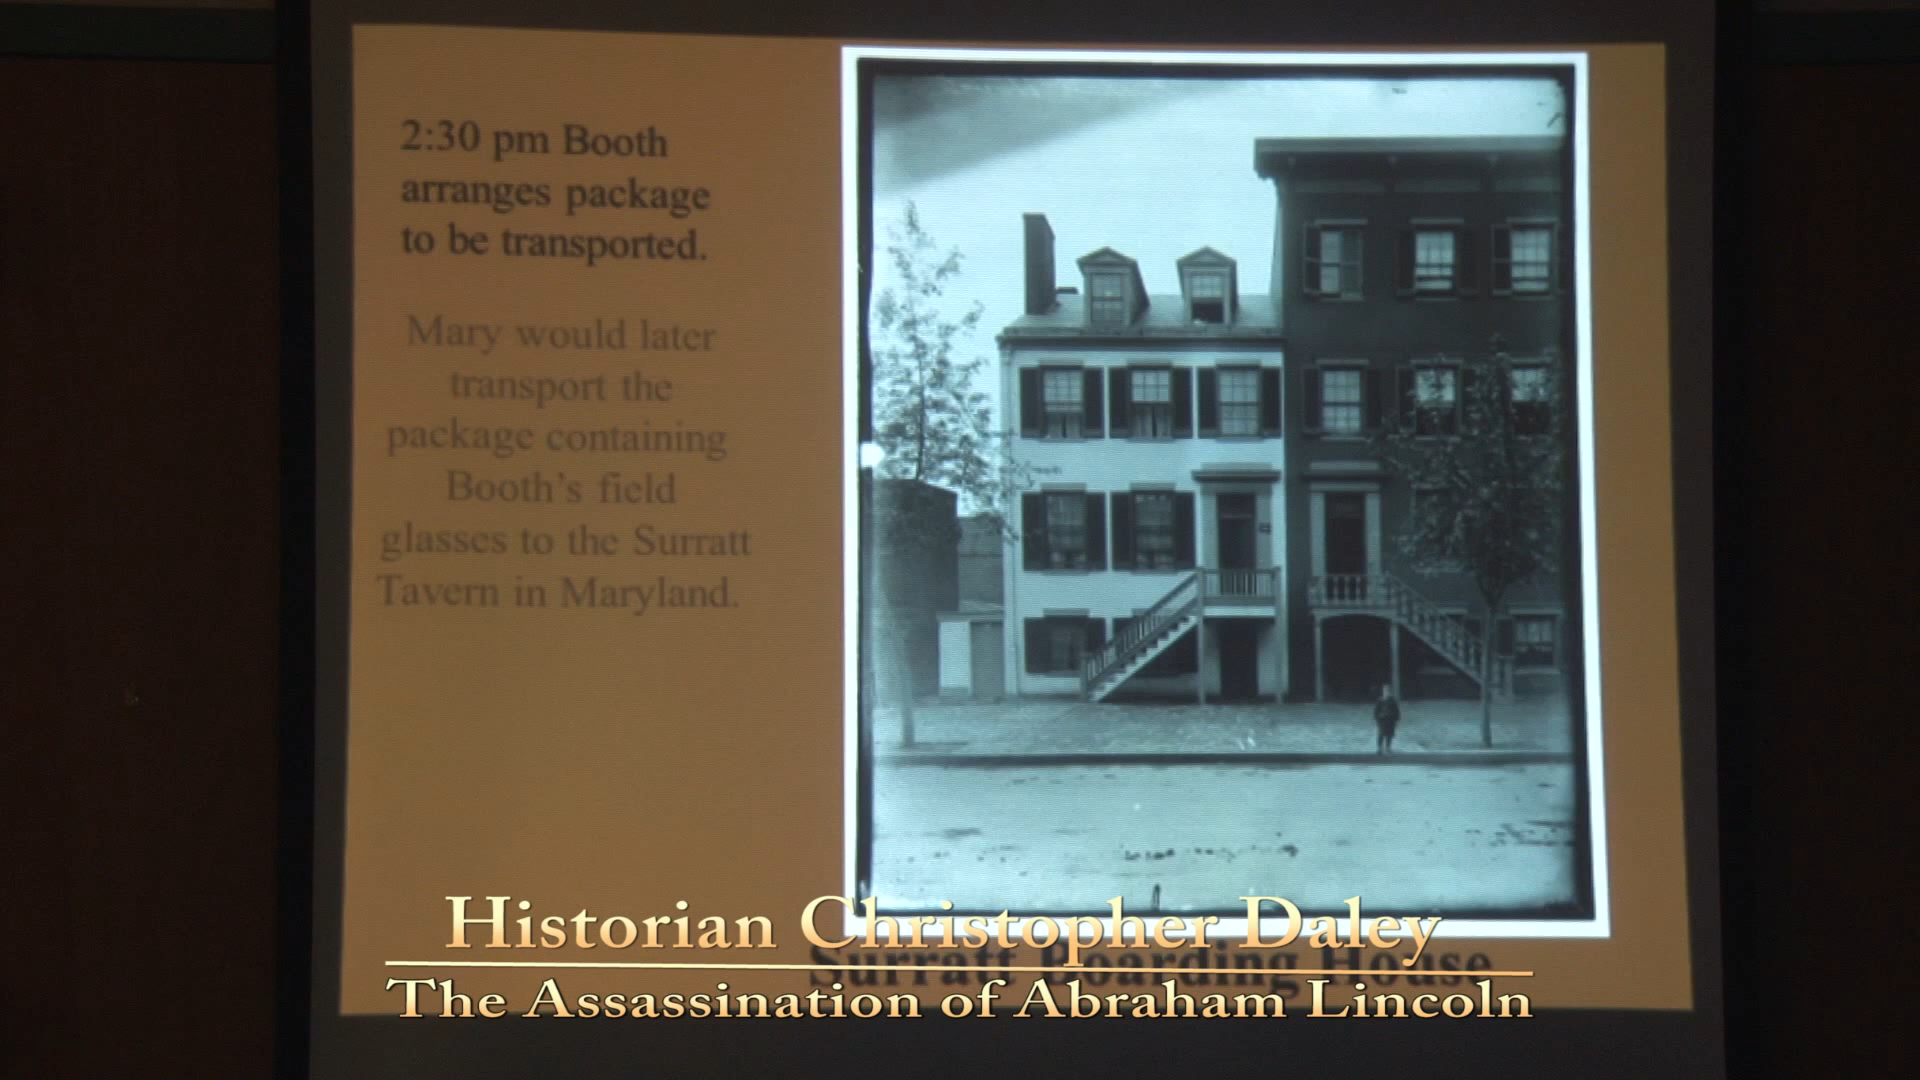 2:30 pm Booth
arranges package
to be transported.
Mary would later
transport the
package containing
Booth's field
glasses to the Surratt
Tavern in Maryland.
Surratt Boarding House
Historian Christopher Daley
The Assassination of Abraham Lincoln